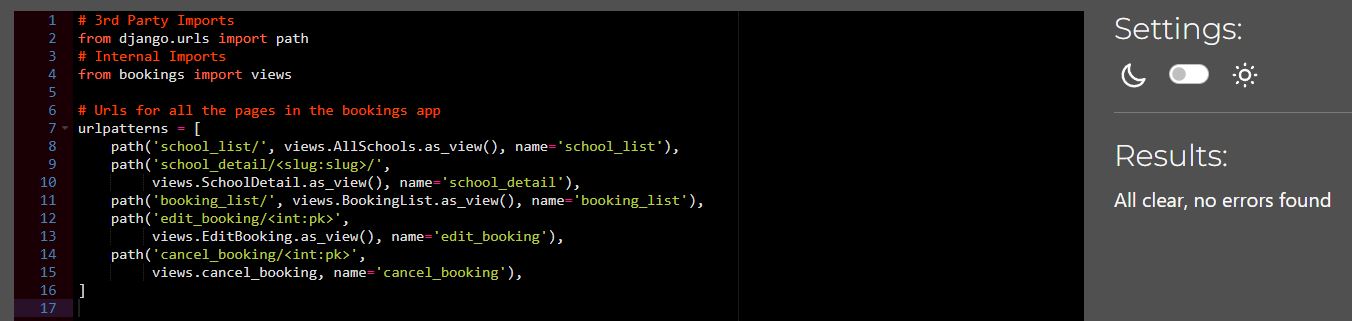 1 # 3rd Party Imports
2 from django.urls import path
3 # Internal Imports
4 from bookings import views
5
6 # Urls for all the pages in the bookings app
7 urlpatterns = [
8     path('school_list/', views.AllSchools.as_view(), name='school_list'),
9     path('school_detail/<slug:slug>/',
10          views.SchoolDetail.as_view(), name='school_detail'),
11     path('booking_list/', views.BookingList.as_view(), name='booking_list'),
12     path('edit_booking/<int:pk>',
13          views.EditBooking.as_view(), name='edit_booking'),
14     path('cancel_booking/<int:pk>',
15          views.cancel_booking, name='cancel_booking'),
16 ]
17
Settings:
Results:
All clear, no errors found